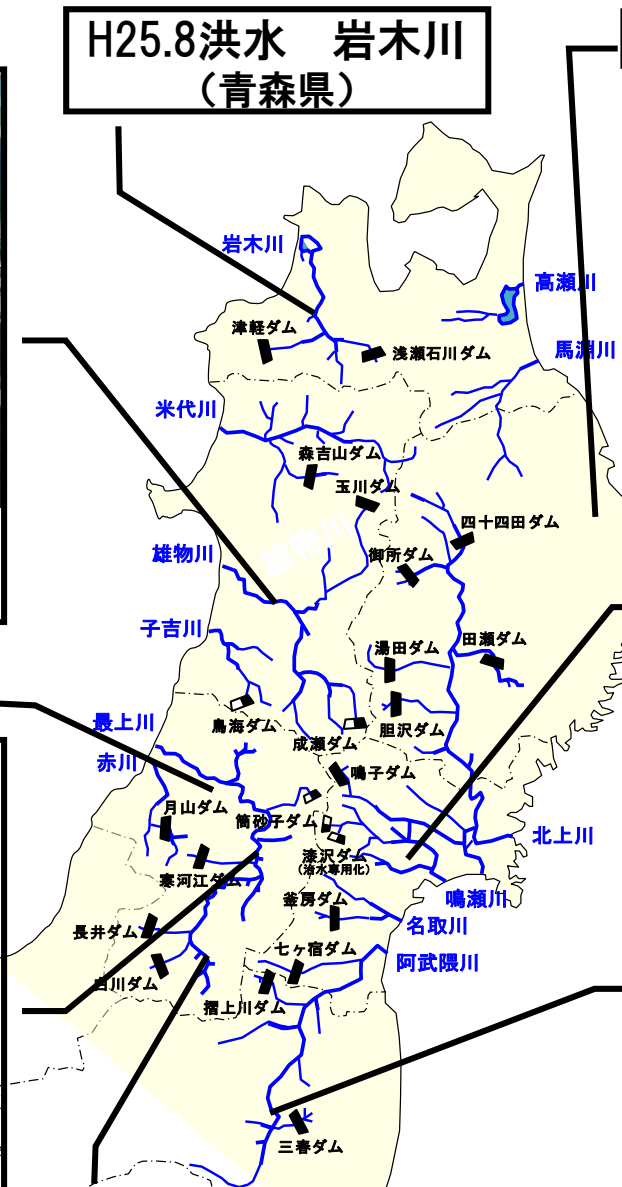 H25.8洪水　岩木川
（青森県）
岩木川
高瀬川
津軽ダム
浅瀬石川ダム
馬淵川
米代川
森吉山ダム
玉川ダム
四十四田ダム
雄物川
雄物川
御所ダム
子吉川
湯田ダム
田瀬ダム
鳥海ダム
成瀬ダム
胆沢ダム
最上川
赤川
鳴子ダム
月山ダム
筒砂子ダム
北上川
漆沢ダム
（治水専用化）
寒河江ダム
釜房ダム
鳴瀬川
名取川
長井ダム
七ヶ宿ダム
阿武隈川
白川ダム
摺上川ダム
三春ダム